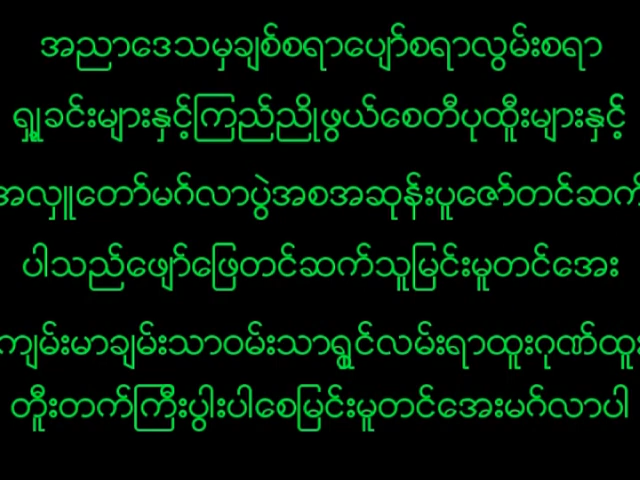 အညာဒေသမှချစ်စရာပျော်စရာလွမ်းစရာ
ရှု့ခင်းများနှင့်ကြည်ညိုဖွယ်စေတီပုထိူးများနှင့်
အလှူတော်မင်္ဂလာပွဲအစအဆုန်းပူဇော်တင်ဆက်
ပါသည်ဖျော်ဖြေတင်ဆက်သူမြင်းမူတင်အေး
ကျမ်းမာချမ်းသာဝမ်းသာရွှင်လမ်းရာထူးဂုဏ်ထူး
တိူးတက်ကြီးပွါးပါစေမြင်းမူတင်အေးမင်္ဂလာပါ